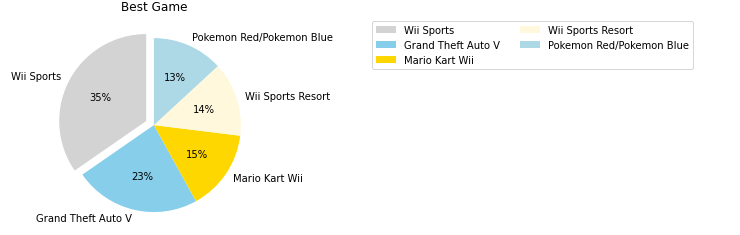 Best Game
Pokemon Red/Pokemon Blue
13%
Wii Sports
35%
Wii Sports Resort
14%
15%
Mario Kart Wii
23%
Grand Theft Auto V
Wii Sports
Grand Theft Auto V
Mario Kart Wii
Wii Sports Resort
Pokemon Red/Pokemon Blue